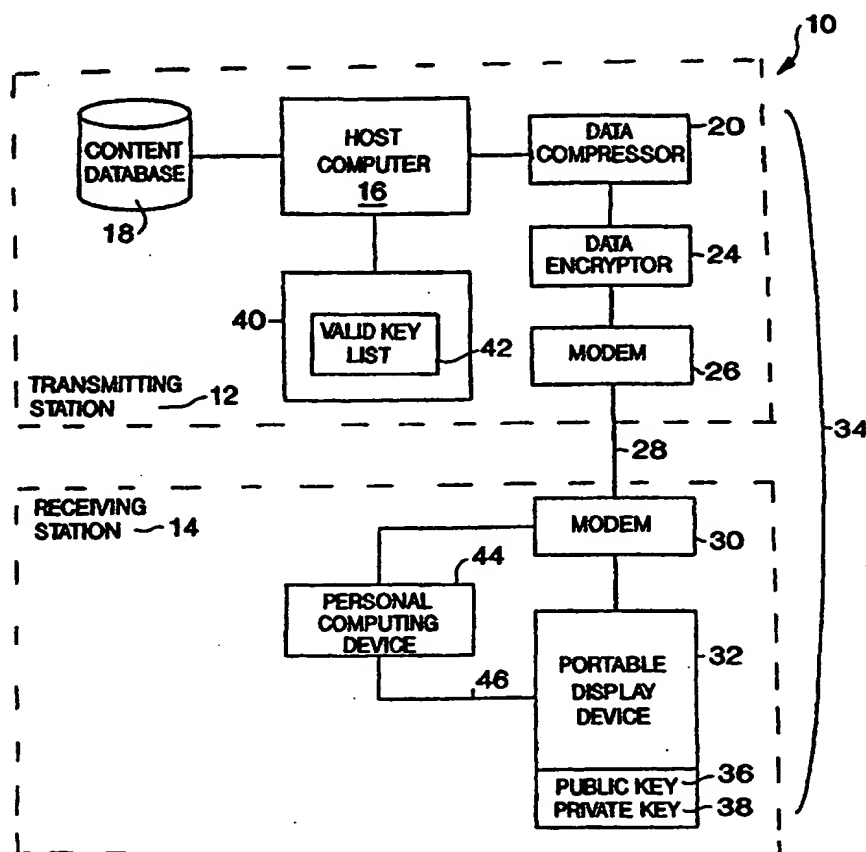 10
CONTENT
DATABASE
18
HOST
COMPUTER
16
DATA
COMPRESSOR
20
DATA
ENCRYPTOR
24
40
VALID KEY
LIST
42
MODEM
26
TRANSMITTING
STATION
12
28
34
RECEIVING
STATION
14
MODEM
30
44
PERSONAL
COMPUTING
DEVICE
46
PORTABLE
DISPLAY
DEVICE
32
PUBLIC KEY
36
PRIVATE KEY
38